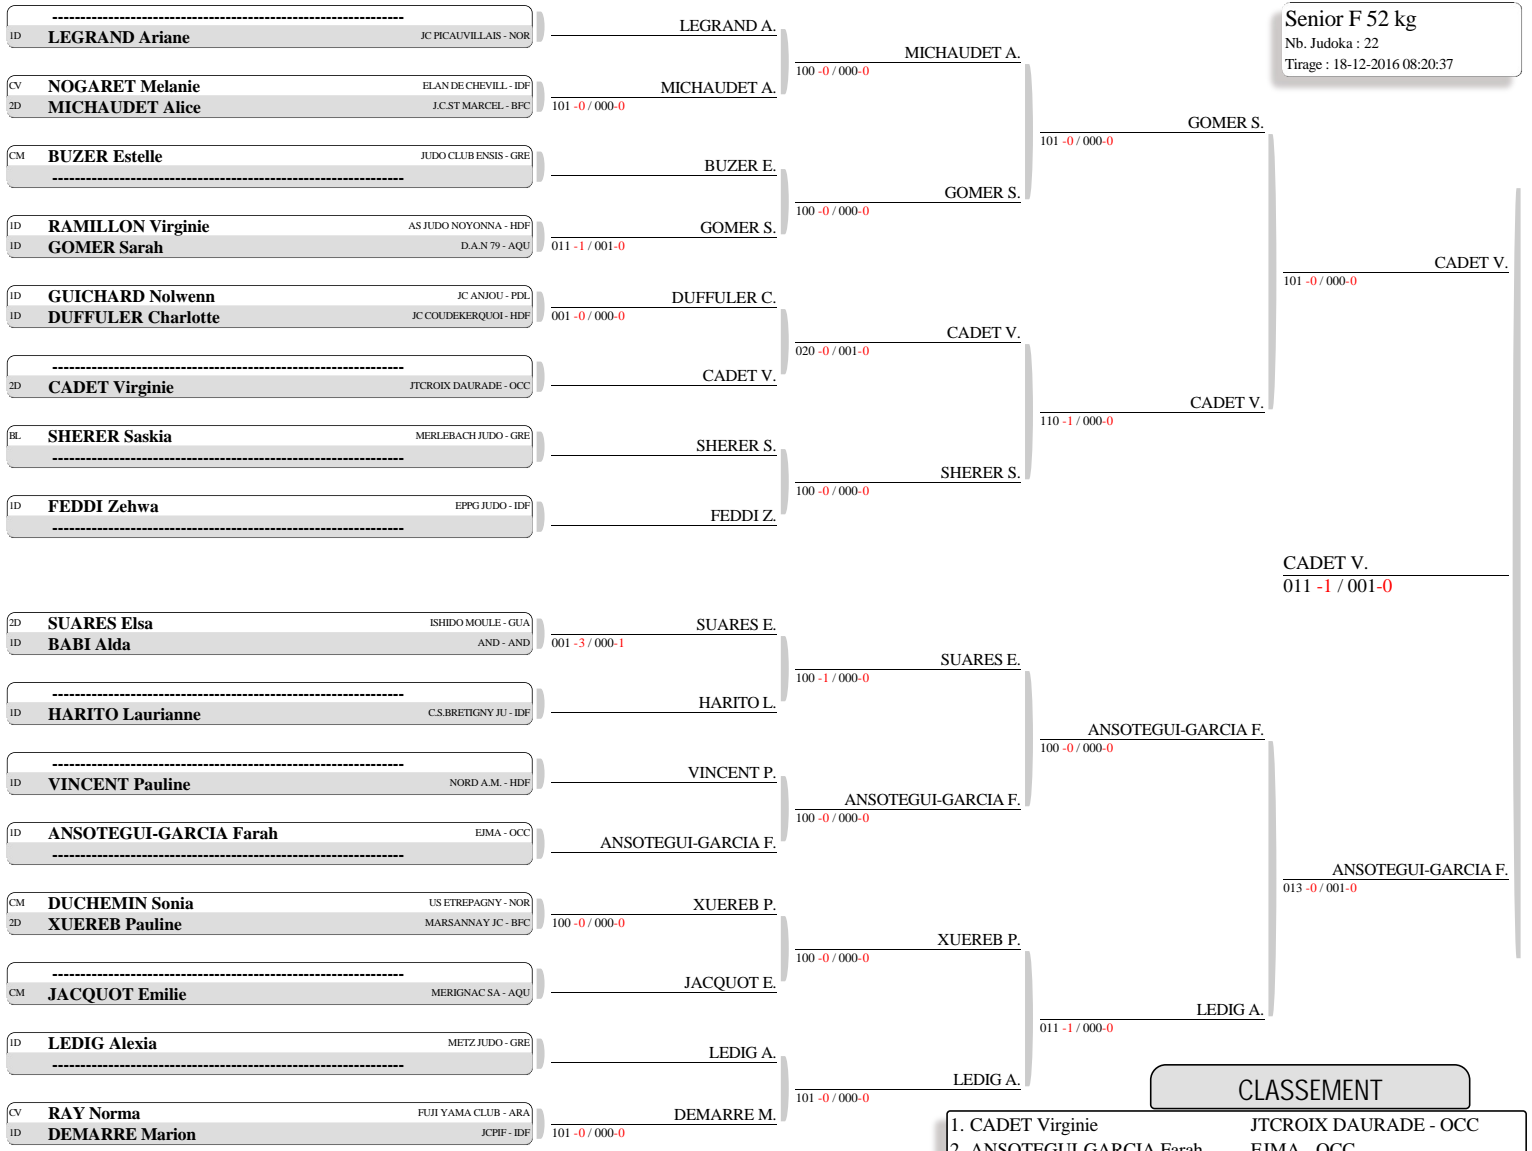 Senior F 52 kg
Nb. Judoka : 22
Tirage : 18-12-2016 08:20:37
--------------------------------------------------------------
1D LEGRAND Ariane JC PICAUVILLAIS - NOR
CV NOGARET Melanie ELAN DE CHEVILL - IDF
2D MICHAUDET Alice J.C.ST MARCEL - BFC
CM BUZER Estelle JUDO CLUB ENSIS - GRE
--------------------------------------------------------------
1D RAMILLON Virginie AS JUDO NOYONNA - HDF
1D GOMER Sarah D.A.N 79 - AQU
1D GUICHARD Nolwenn JC ANJOU - PDL
1D DUFFULER Charlotte JC COUDEKERQUOI - HDF
--------------------------------------------------------------
2D CADET Virginie JTCROIX DAURADE - OCC
BL SHERER Saskia MERLEBACH JUDO - GRE
--------------------------------------------------------------
1D FEDDI Zehwa EPPG JUDO - IDF
--------------------------------------------------------------
2D SUARES Elsa ISHIDO MOULE - GUA
1D BABI Alda AND - AND
--------------------------------------------------------------
1D HARITO Laurianne C.S.BRETIGNY JU - IDF
--------------------------------------------------------------
1D VINCENT Pauline NORD A.M. - HDF
1D ANSOTEGUI-GARCIA Farah EJMA - OCC
--------------------------------------------------------------
CM DUCHEMIN Sonia US ETREPAGNY - NOR
2D XUEREB Pauline MARSANNAY JC - BFC
--------------------------------------------------------------
CM JACQUOT Emilie MERIGNAC SA - AQU
1D LEDIG Alexia METZ JUDO - GRE
--------------------------------------------------------------
CV RAY Norma FUJI YAMA CLUB - ARA
1D DEMARRE Marion JCPIF - IDF
LEGRAND A.
MICHAUDET A.
101 -0 / 000-0
BUZER E.
GOMER S.
011 -1 / 001-0
DUFFULER C.
001 -0 / 000-0
CADET V.
SHERER S.
FEDDI Z.
SUARES E.
001 -3 / 000-1
HARITO L.
VINCENT P.
ANSOTEGUI-GARCIA F.
XUEREB P.
100 -0 / 000-0
JACQUOT E.
LEDIG A.
DEMARRE M.
101 -0 / 000-0
MICHAUDET A.
100 -0 / 000-0
GOMER S.
100 -0 / 000-0
CADET V.
020 -0 / 001-0
SHERER S.
100 -0 / 000-0
SUARES E.
100 -1 / 000-0
ANSOTEGUI-GARCIA F.
100 -0 / 000-0
XUEREB P.
100 -0 / 000-0
LEDIG A.
101 -0 / 000-0
GOMER S.
101 -0 / 000-0
CADET V.
110 -1 / 000-0
ANSOTEGUI-GARCIA F.
100 -0 / 000-0
LEDIG A.
011 -1 / 000-0
CADET V.
101 -0 / 000-0
ANSOTEGUI-GARCIA F.
013 -0 / 001-0
CADET V.
011 -1 / 001-0
CLASSEMENT
1. CADET Virginie JTCROIX DAURADE - OCC
2. ANSOTEGUI-GARCIA Farah EJMA - OCC